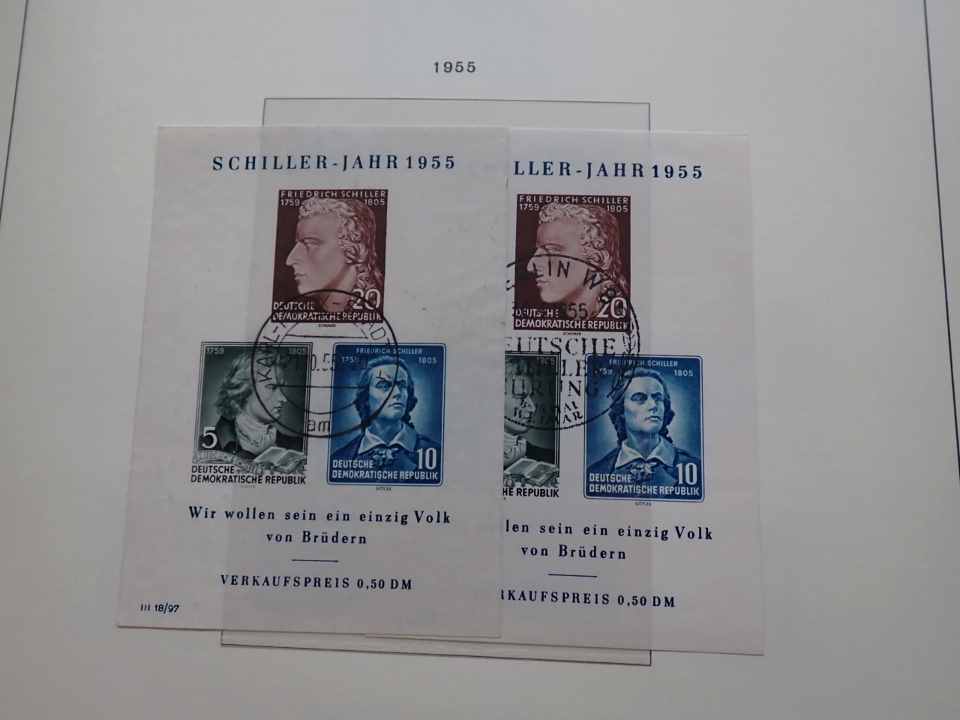 1955
SCHILLER-JAHR 1955
FRIEDRICH SCHILLER
1759 1805
20
DEUTSCHE
DEMOKRATISCHE REPUBLIK
1759 1805
5
DEUTSCHE
DEMOKRATISCHE REPUBLIK
FRIEDRICH SCHILLER
1759 1805
DEUTSCHE 10
DEMOKRATISCHE REPUBLIK
Wir wollen sein ein einzig Volk
von Brüdern
VERKAUFSPREIS 0,50 DM
III 18/97
LLER-JAHR 1955
FRIEDRICH SCHILLER
1759 1805
20
DEUTSCHE
DEMOKRATISCHE REPUBLIK
DEUTSCHE
FRIEDRICH SCHILLER
1759 1805
DEUTSCHE 10
DEMOKRATISCHE REPUBLIK
len sein ein einzig Volk
von Brüdern
KAUFSPREIS 0,50 DM